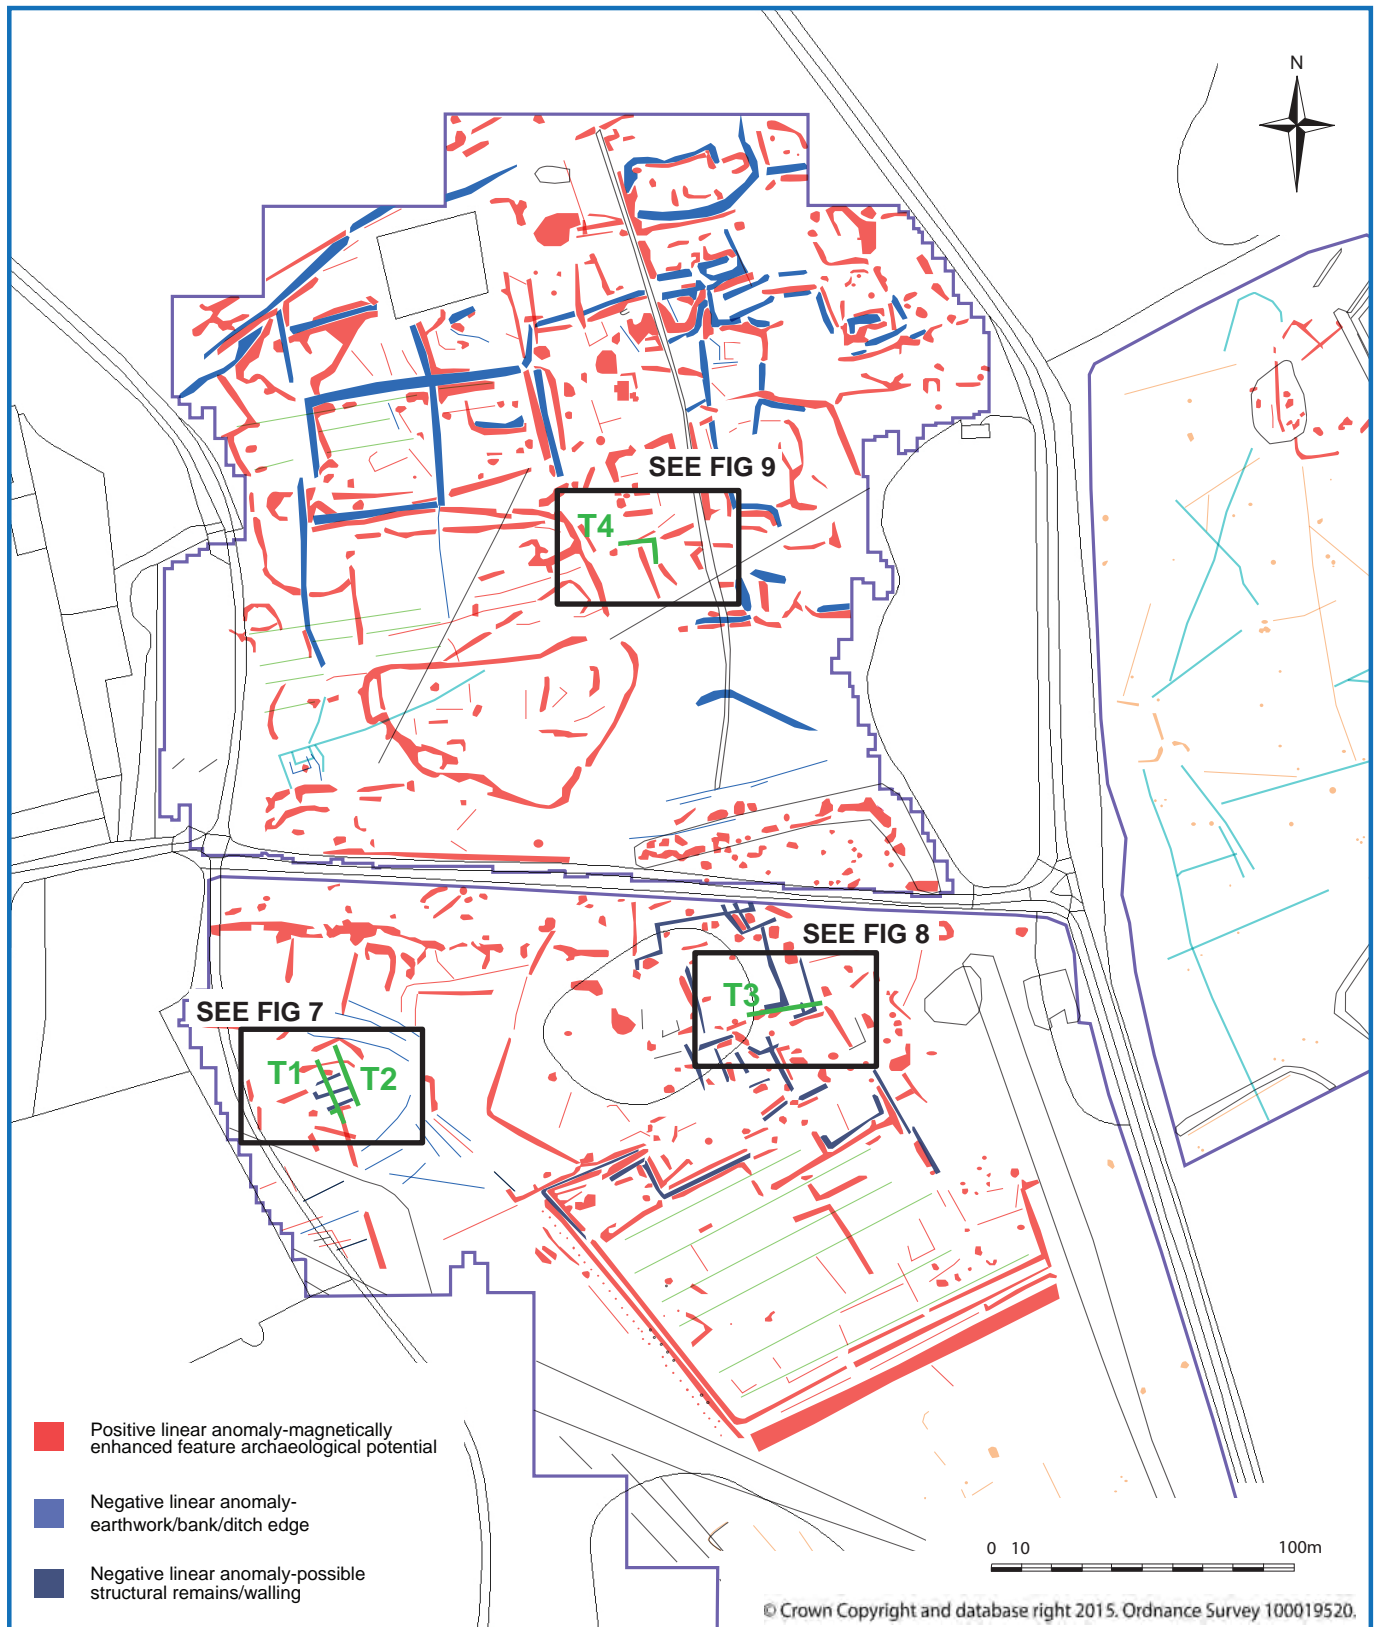 N
SEE FIG 9
T4
SEE FIG 8
T3
SEE FIG 7
T1
T2
Positive linear anomaly-magnetically
enhanced feature archaeological potential
Negative linear anomaly-
earthwork/bank/ditch edge
Negative linear anomaly-possible
structural remains/walling
0 10 100m
© Crown Copyright and database right 2015. Ordnance Survey 100019520.